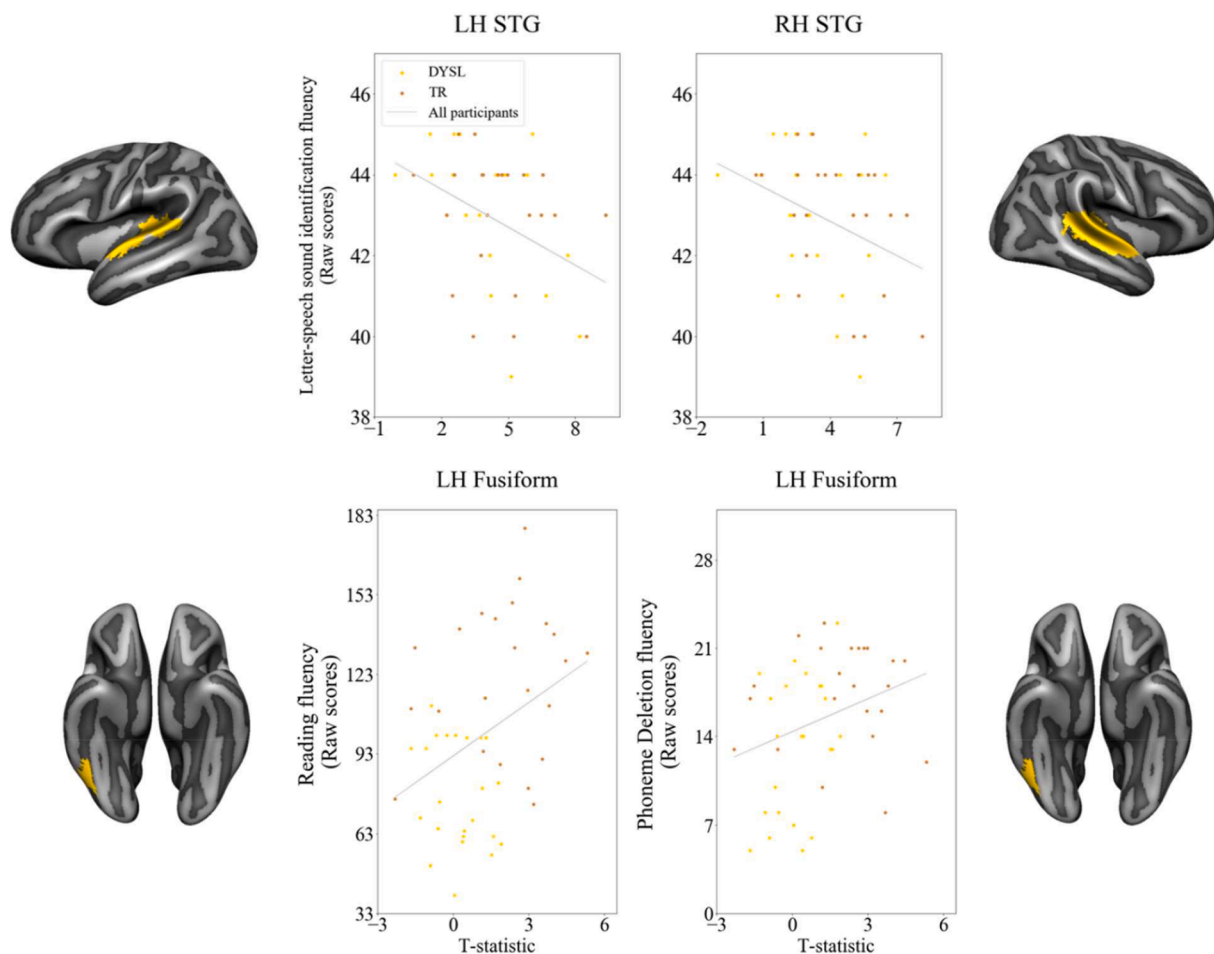 LH STG
RH STG
Letter-speech sound identification fluency
(Raw scores)
DYSL
TR
All participants
46
44
42
40
38
−1
2
5
8
46
44
42
40
38
−2
1
4
7
LH Fusiform
LH Fusiform
Reading fluency
(Raw scores)
183
153
123
93
63
33
−3
0
3
6
T-statistic
Phoneme Deletion fluency
(Raw scores)
28
21
14
7
0
−3
0
3
6
T-statistic